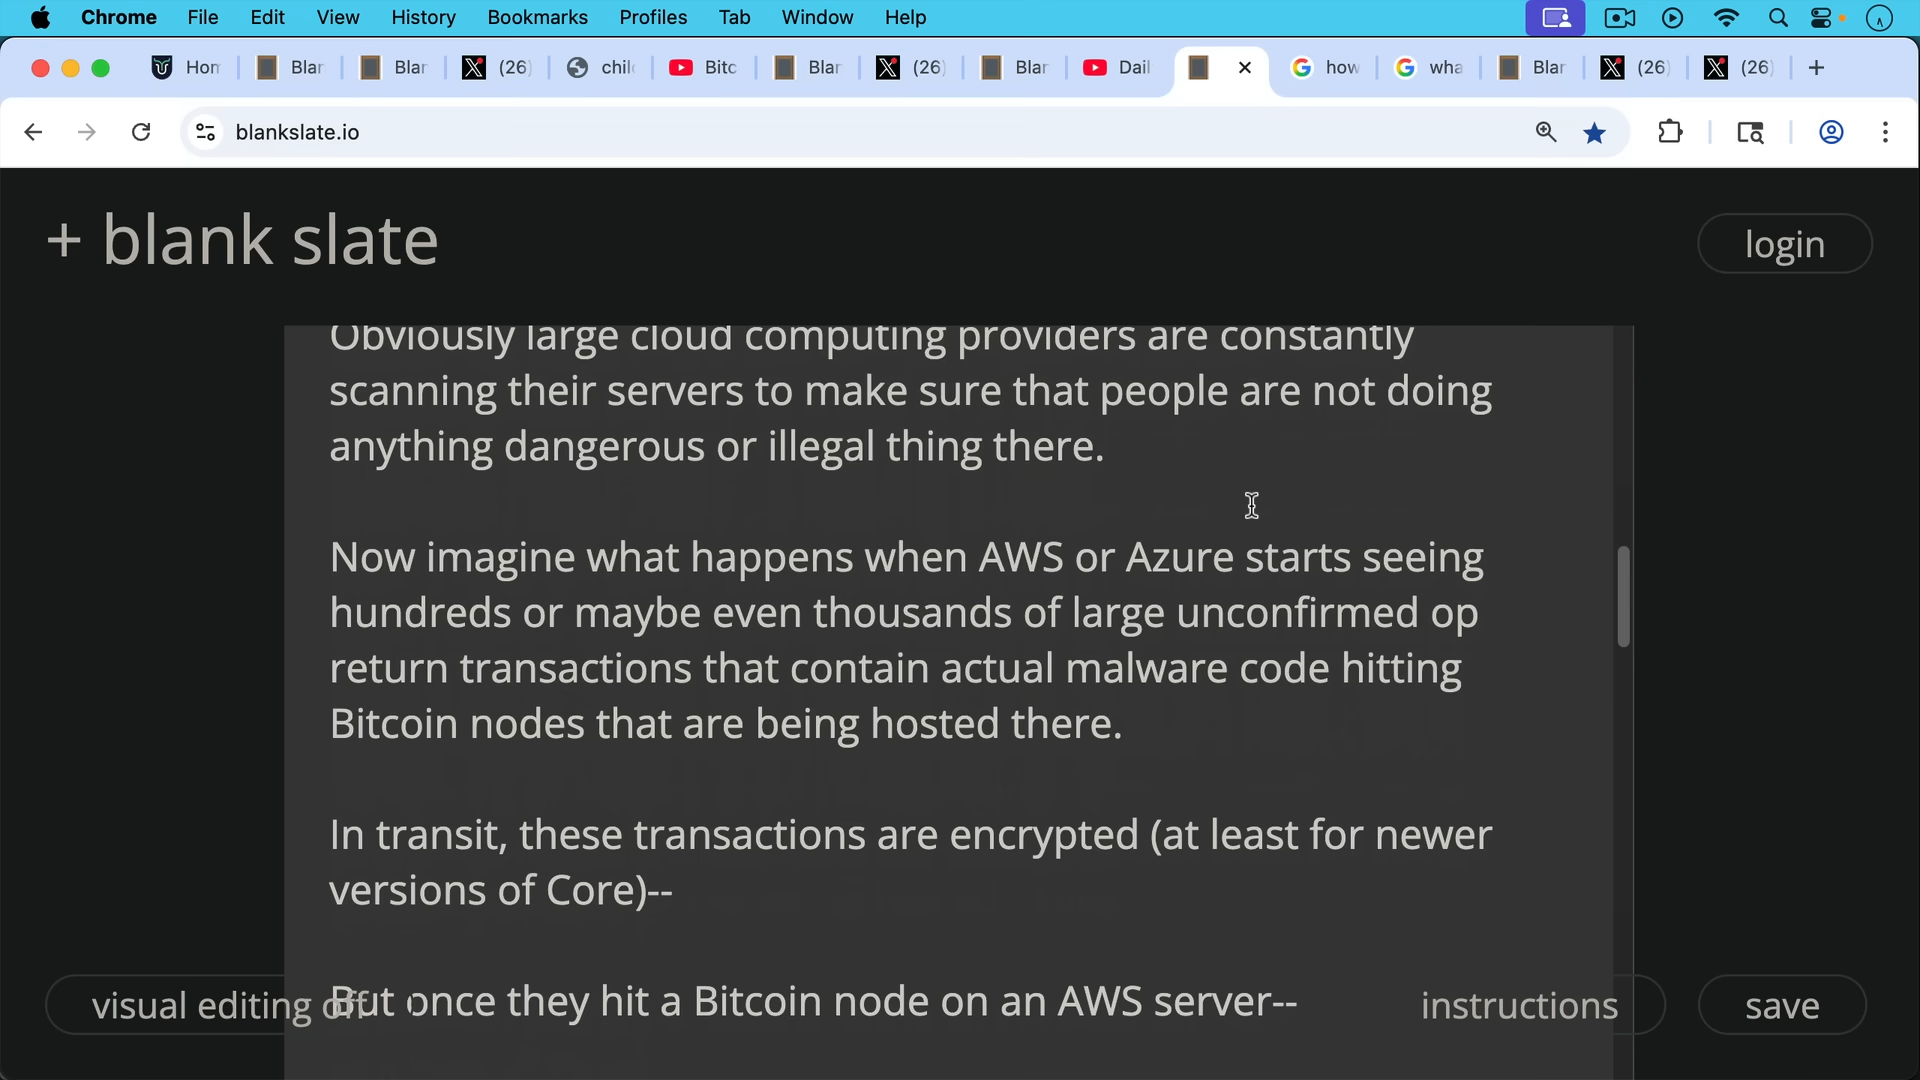 Chrome File Edit View History Bookmarks Profiles Tab Window Help
Hor Blar Blar (26) chil Bitc Blar (26) Blar Dail how wha Blar (26) (26)
blankslate.io
+ blank slate
login
Obviously large cloud computing providers are constantly
scanning their servers to make sure that people are not doing
anything dangerous or illegal thing there.
Now imagine what happens when AWS or Azure starts seeing
hundreds or maybe even thousands of large unconfirmed op
return transactions that contain actual malware code hitting
Bitcoin nodes that are being hosted there.
In transit, these transactions are encrypted (at least for newer
versions of Core)--
But once they hit a Bitcoin node on an AWS server--
visual editing off
instructions
save